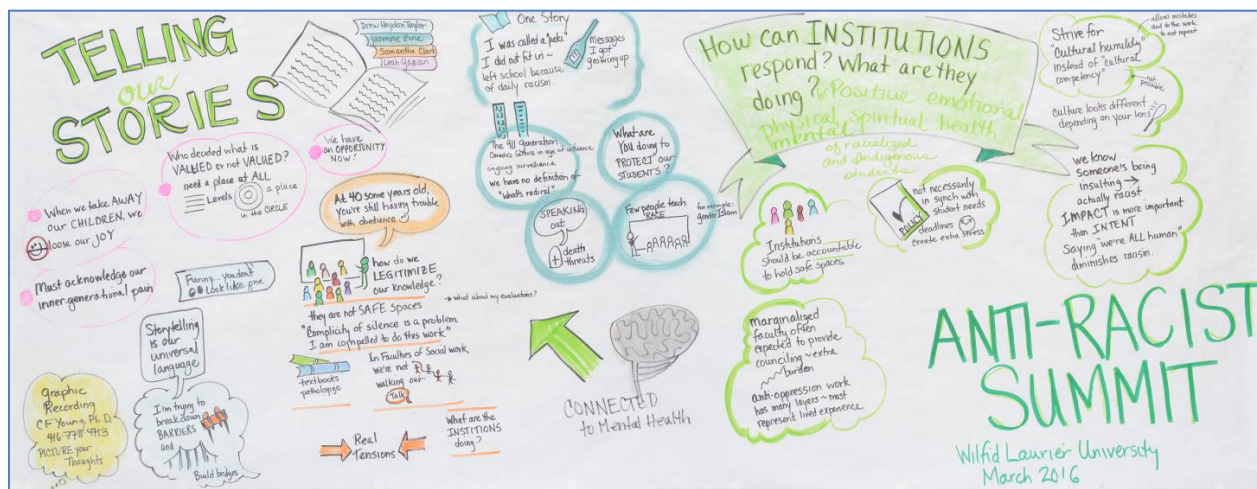 TELLING
our
STORIES
Drew Haydon Taylor
Jasmine Zine
Samantha Clark
Leah Gazan
Who decided what is
VALUED or not VALUED?
need a place at ALL
Levels
a place
in the CIRCLE
We have
an OPPORTUNITY
NOW!
When we take AWAY
our CHILDREN, we
loose our JOY
Must acknowledge our
inner-generational pain
Funny... you don't
Look like one
Storytelling
is our
universal
language
Graphic
Recording
CF Young, Ph.D.
416-778-4713
PICTURE your
Thoughts
I'm trying to
break down
BARRIERS
and
Build bridges
At 40 some years old,
you're still having trouble
with obedience
how do we
LEGITIMIZE
our knowledge?
they are not SAFE spaces
what about my evaluations?
"Complicity of silence is a problem
I am compelled to do this work"
textbooks
pathologize
In Faculties of Social work,
we're not
walking our
Talk
Real
Tensions
What are the
INSTITIONS
doing?
One Story
I was called a "paki"
I did not fit in ~
left school because
of daily racism.
Messages
I got
growing up
The 911 generation
Canada's Culture in age of influence
ongoing surveillance
we have no definition of
"what's radical"
What are
YOU doing to
PROTECT our
STUDENTS?
SPEAKING
out
death
threats
Few people teach
RACE
for example:
gender Islam
CONNECTED
to Mental Health
How can INSTITUTIONS
respond? What are they
doing?
for Positive emotional
physical, spiritual health,
mental
of racialized
and Indigenous
students
Strive for
"Cultural humility"
instead of "cultural
competency"
allows mistakes
and do the work
to not repeat
not
possible
Culture looks different
depending on your lens
we know
someone's being
insulting →
actually racist
IMPACT is more important
than INTENT
Saying "we're ALL human"
diminishes racism.
Institutions
should be accountable
to hold safe spaces
POLICY
not necessarily
in synch with
student needs
deadlines
create extra stress
marginalised
faculty often
expected to provide
counciling ~ extra
burden
anti-oppression work
has many layers ~ most
represent lived experience
ANTI-RACIST
SUMMIT
Wilfid Laurier University
March 2016